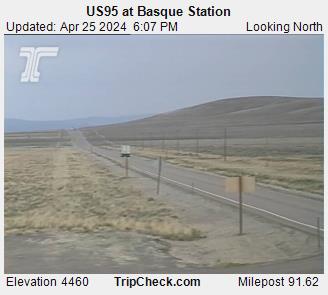 US95 at Basque Station
Updated: Apr 25 2024 6:07 PM Looking North
Elevation 4460 TripCheck.com Milepost 91.62